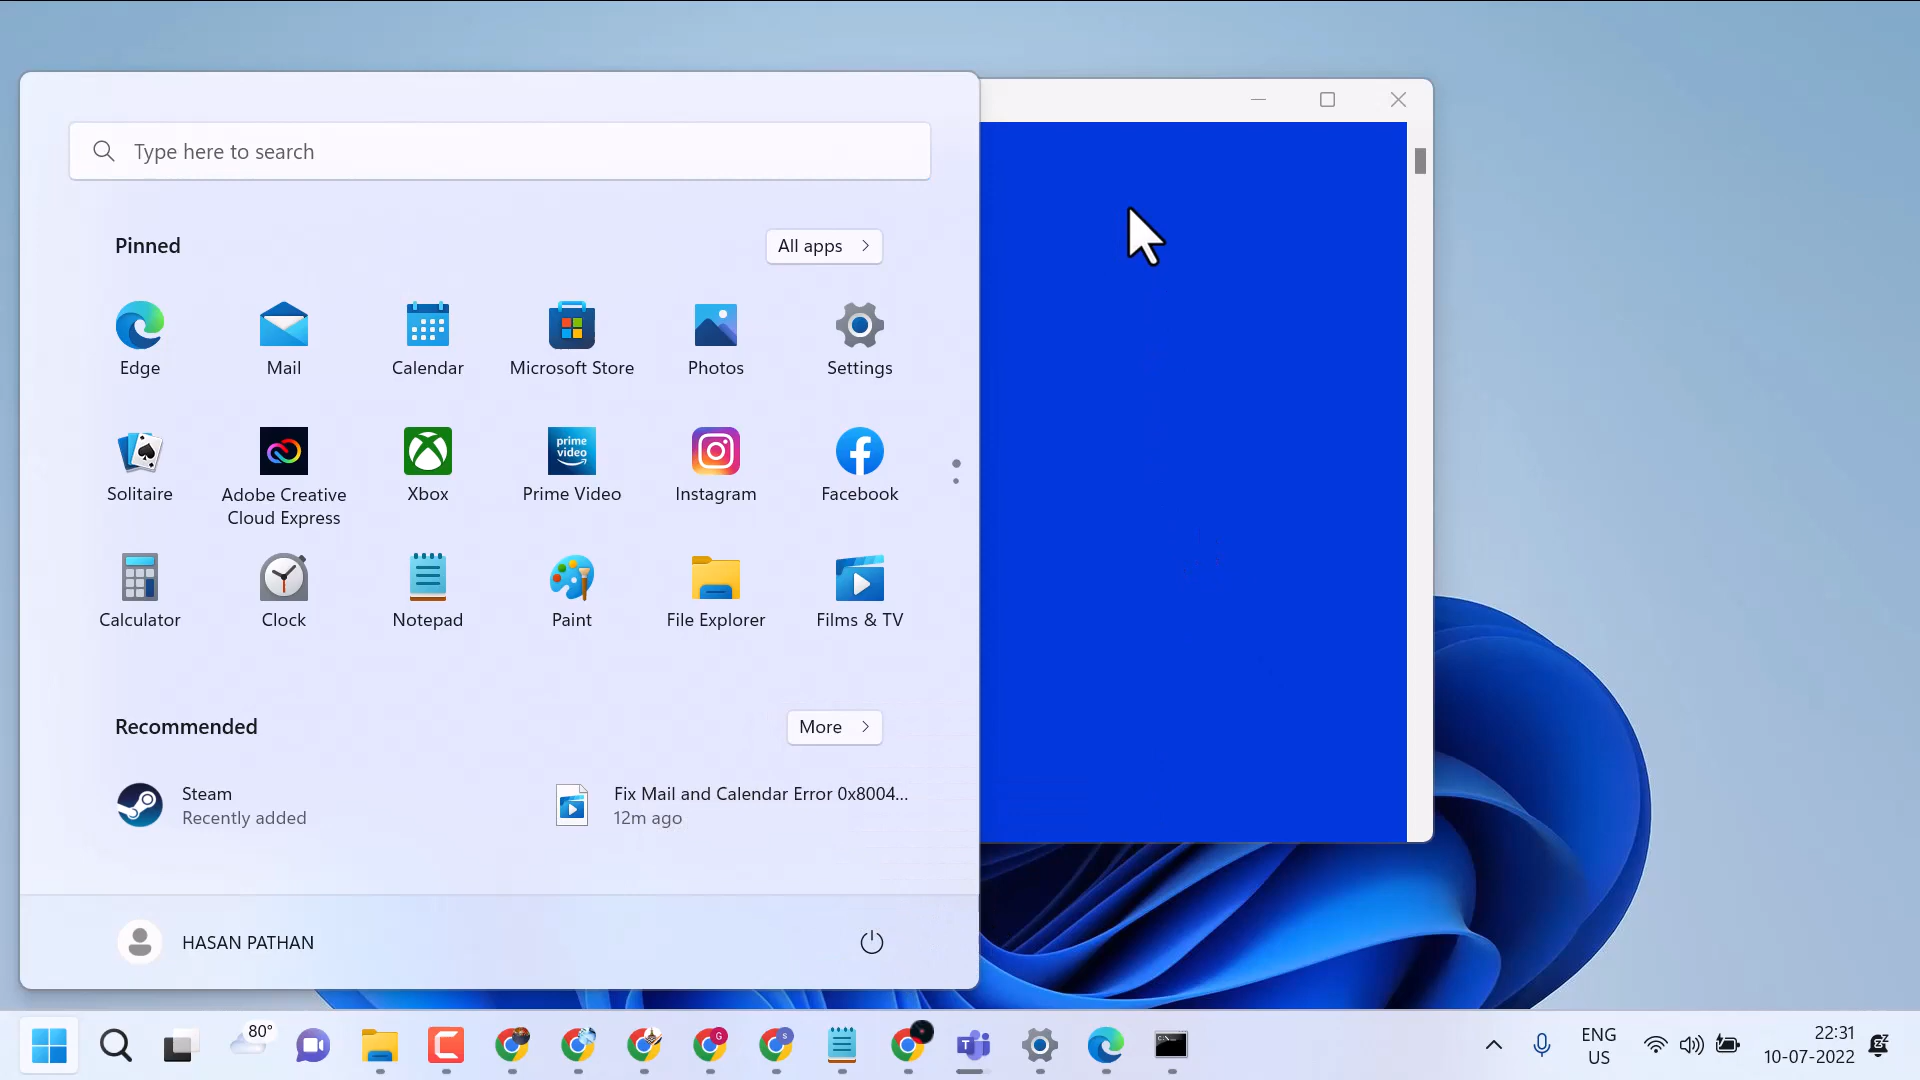 Type here to search
Pinned
All apps
Edge
Mail
Calendar
Microsoft Store
Photos
Settings
prime
video
Solitaire
Adobe Creative
Cloud Express
Xbox
Prime Video
Instagram
Facebook
Calculator
Clock
Notepad
Paint
File Explorer
Films & TV
Recommended
More
Steam
Recently added
Fix Mail and Calendar Error 0x8004...
12m ago
HASAN PATHAN
80°
G
S
ENG
US
22:31
10-07-2022